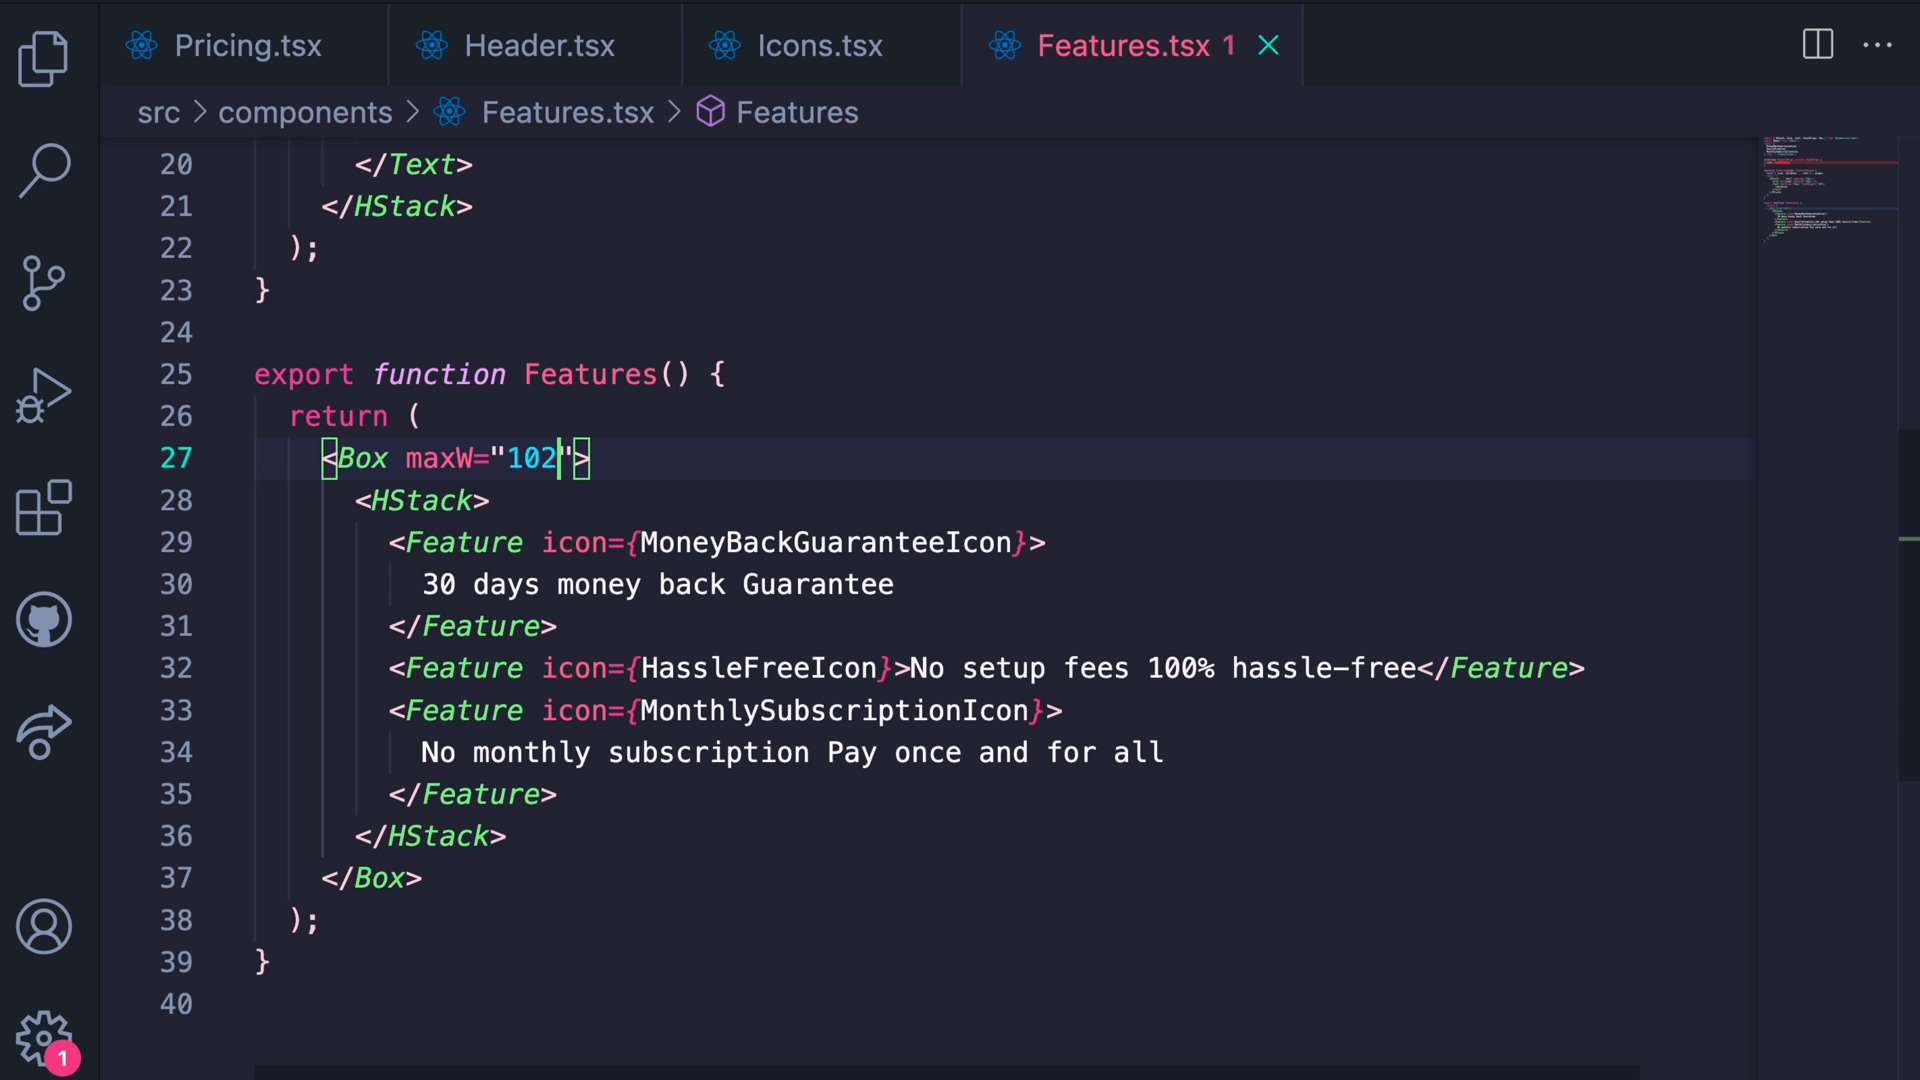 Pricing.tsx
Header.tsx
Icons.tsx
Features.tsx 1
src > components > Features.tsx > Features
20 </Text>
21 </HStack>
22 );
23 }
24
25 export function Features() {
26 return (
27 <Box maxW="102">
28 <HStack>
29 <Feature icon={MoneyBackGuaranteeIcon}>
30 30 days money back Guarantee
31 </Feature>
32 <Feature icon={HassleFreeIcon}>No setup fees 100% hassle-free</Feature>
33 <Feature icon={MonthlySubscriptionIcon}>
34 No monthly subscription Pay once and for all
35 </Feature>
36 </HStack>
37 </Box>
38 );
39 }
40
1